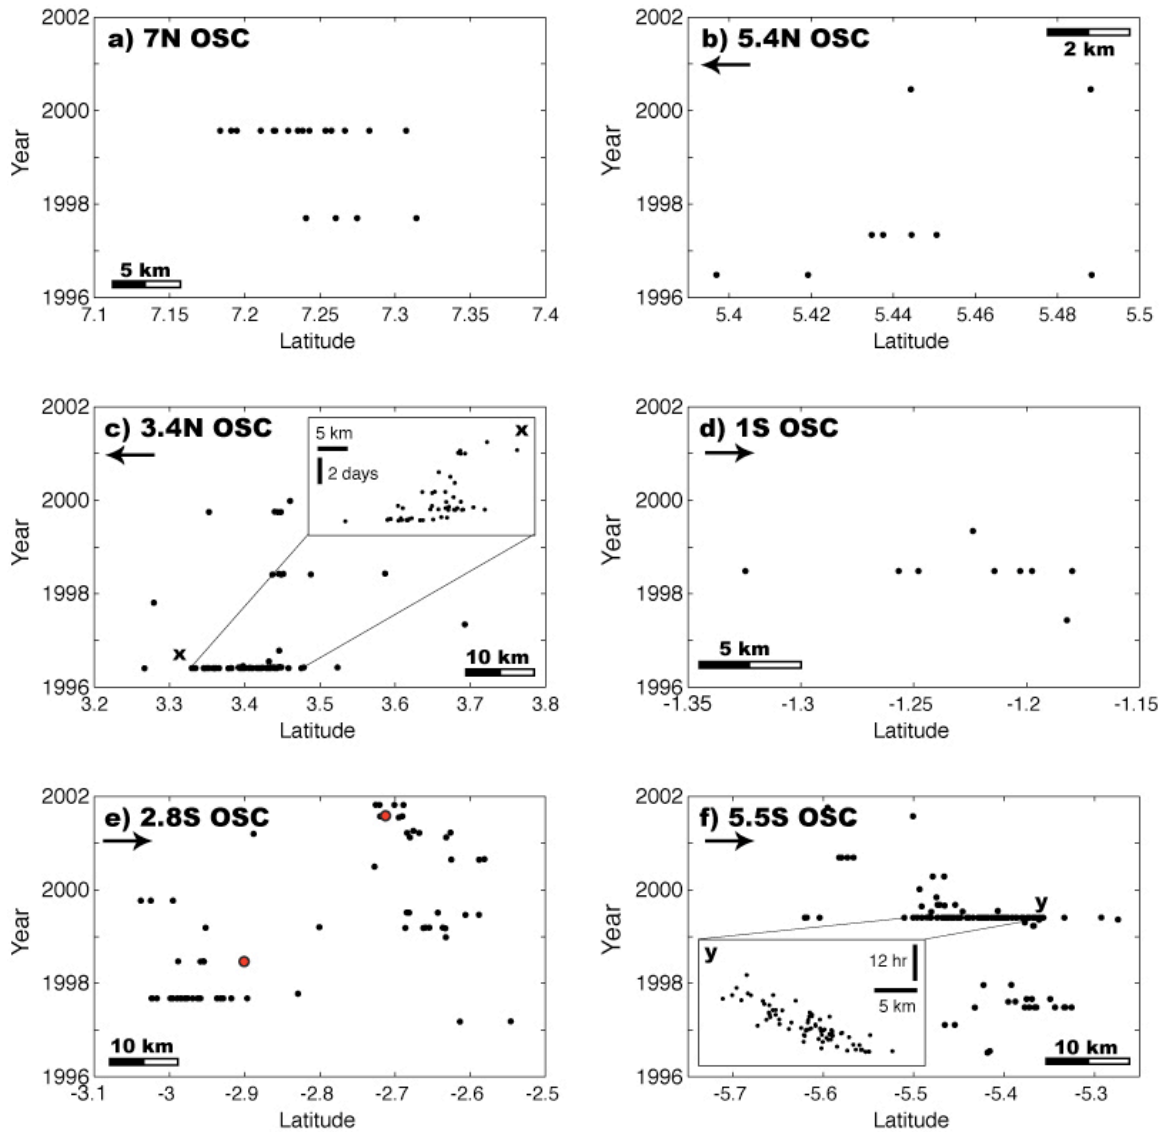 a) 7N OSC
2002
2000
1998
1996
Year
5 km
7.1 7.15 7.2 7.25 7.3 7.35 7.4
Latitude
b) 5.4N OSC
2 km
2002
2000
1998
1996
Year
5.4 5.42 5.44 5.46 5.48 5.5
Latitude
c) 3.4N OSC
2002
2000
1998
1996
Year
5 km
x
2 days
x
10 km
3.2 3.3 3.4 3.5 3.6 3.7 3.8
Latitude
d) 1S OSC
2002
2000
1998
1996
Year
5 km
-1.35 -1.3 -1.25 -1.2 -1.15
Latitude
e) 2.8S OSC
2002
2000
1998
1996
Year
10 km
-3.1 -3 -2.9 -2.8 -2.7 -2.6 -2.5
Latitude
f) 5.5S OSC
2002
2000
1998
1996
Year
y
y
12 hr
5 km
10 km
-5.7 -5.6 -5.5 -5.4 -5.3
Latitude